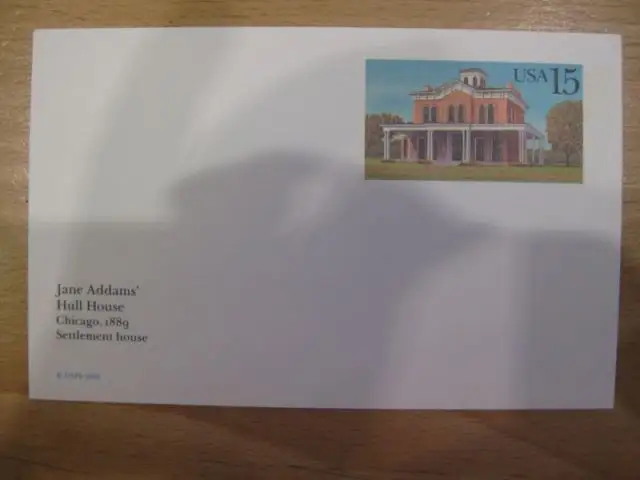 USA 15
Jane Addams'
Hull House
Chicago, 1889
Settlement house